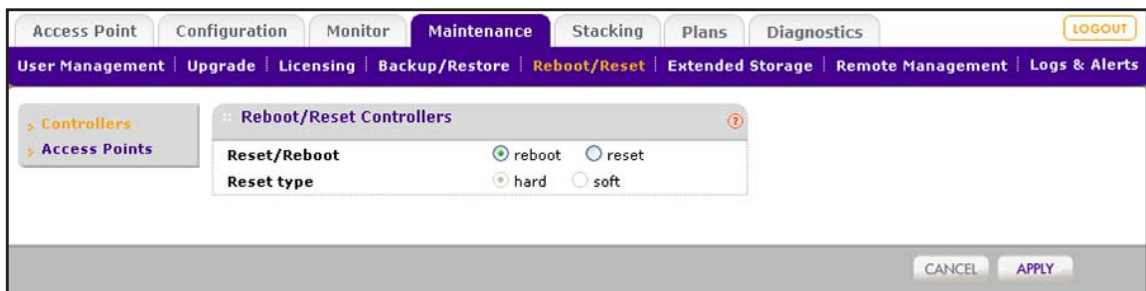 Access Point Configuration Monitor Maintenance Stacking Plans Diagnostics LOGOUT
User Management Upgrade Licensing Backup/Restore Reboot/Reset Extended Storage Remote Management Logs & Alerts
Controllers
Access Points
Reboot/Reset Controllers ?
Reset/Reboot reboot reset
Reset type hard soft
CANCEL APPLY